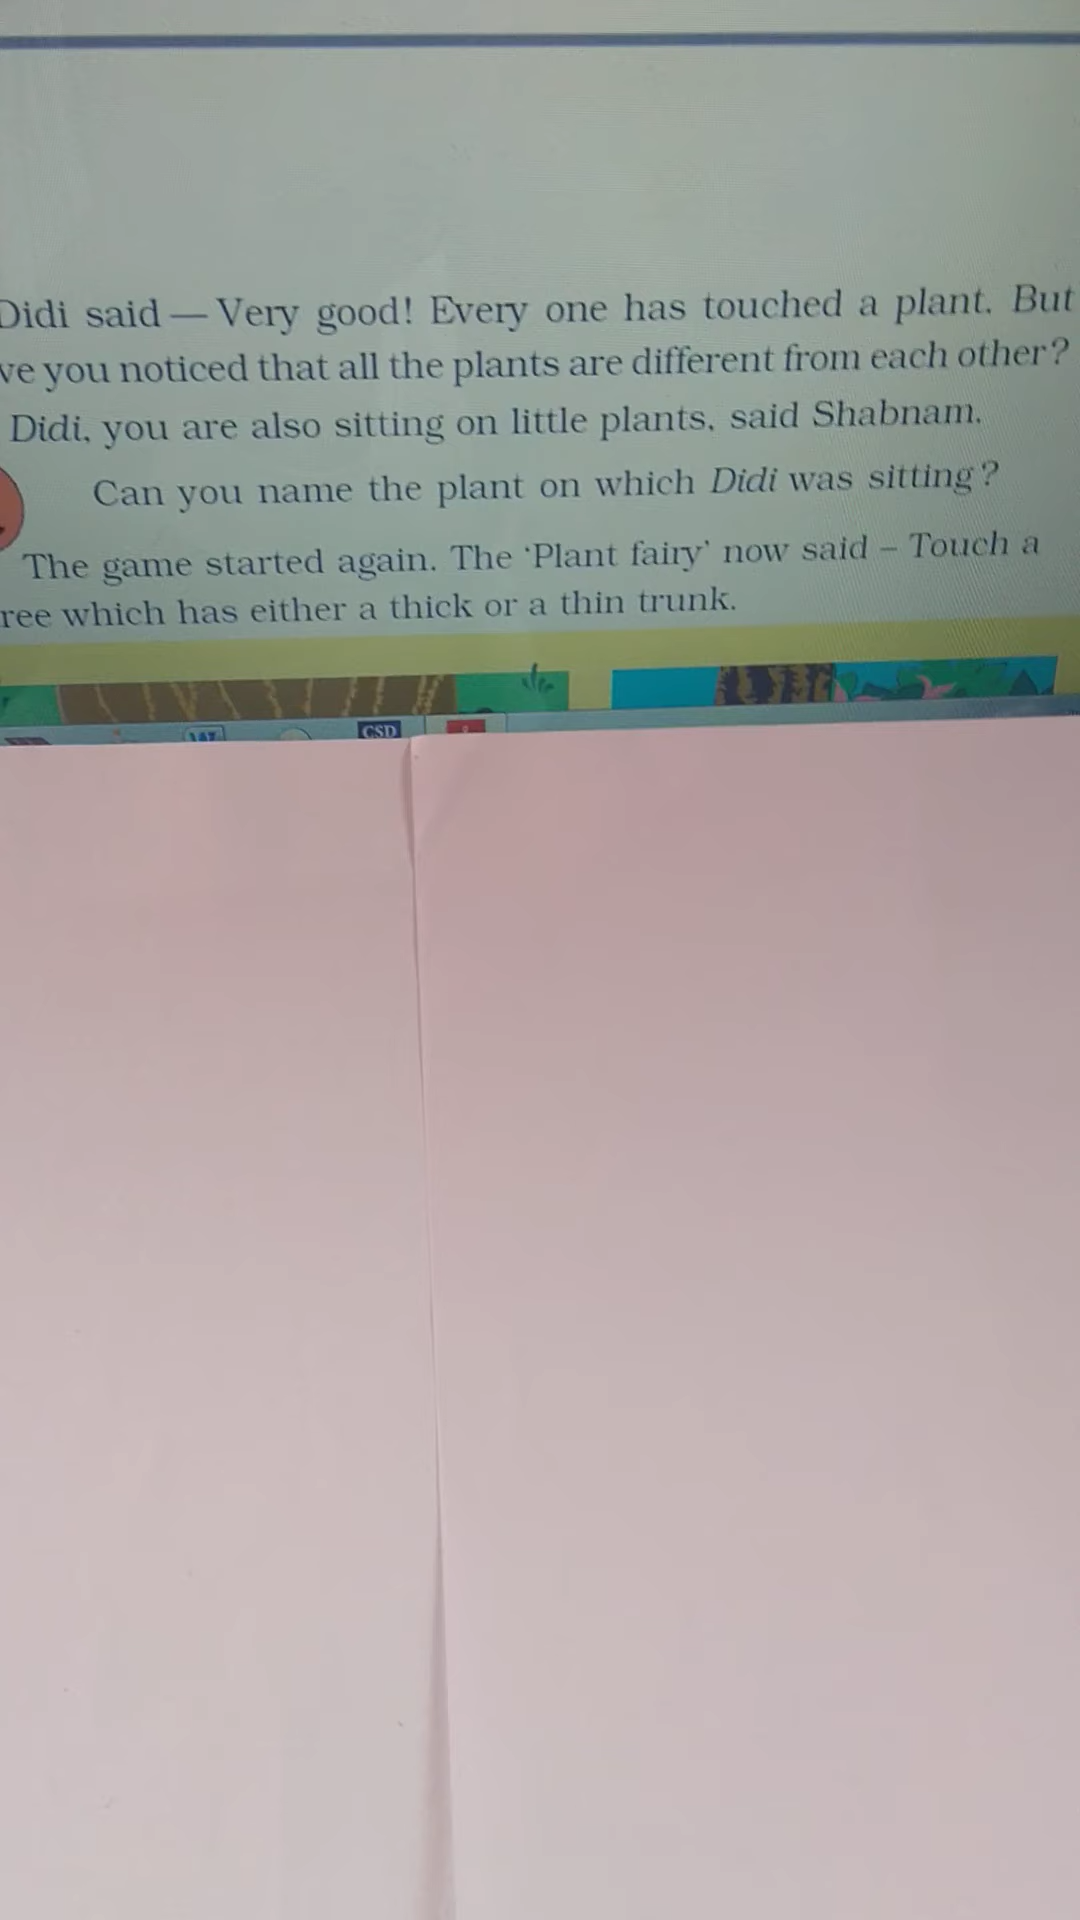 Didi said — Very good! Every one has touched a plant. But
ve you noticed that all the plants are different from each other?
Didi, you are also sitting on little plants, said Shabnam.
Can you name the plant on which Didi was sitting?
The game started again. The ‘Plant fairy’ now said – Touch a
ree which has either a thick or a thin trunk.
CSD